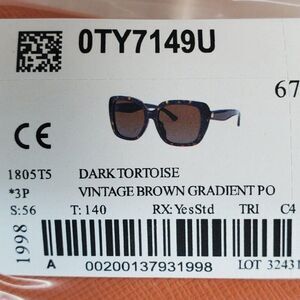 0TY7149U
67
CE
1805T5 DARK TORTOISE
*3P VINTAGE BROWN GRADIENT PO
S:56 T: 140 RX: YesStd TRI C4
1998
A 00200137931998 LOT 3243